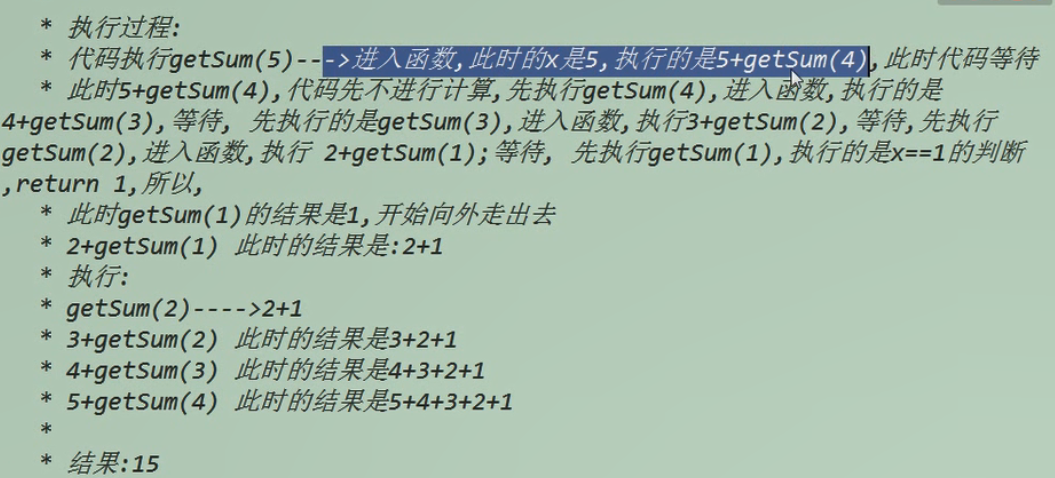 * 执行过程:
* 代码执行getSum(5)--->进入函数,此时的x是5,执行的是5+getSum(4),此时代码等待
* 此时5+getSum(4),代码先不进行计算,先执行getSum(4),进入函数,执行的是
4+getSum(3),等待, 先执行的是getSum(3),进入函数,执行3+getSum(2),等待,先执行
getSum(2),进入函数,执行 2+getSum(1);等待, 先执行getSum(1),执行的是x==1的判断
,return 1,所以,
* 此时getSum(1)的结果是1,开始向外走出去
* 2+getSum(1) 此时的结果是:2+1
* 执行:
* getSum(2)---->2+1
* 3+getSum(2) 此时的结果是3+2+1
* 4+getSum(3) 此时的结果是4+3+2+1
* 5+getSum(4) 此时的结果是5+4+3+2+1
*
* 结果:15